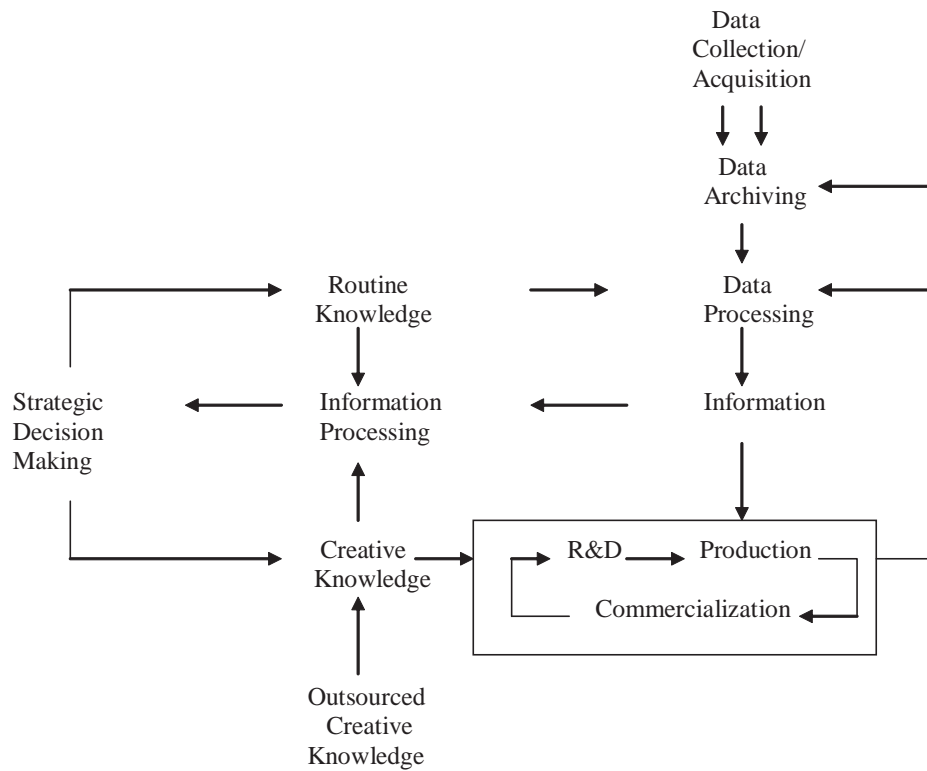 Data
Collection/
Acquisition
Data
Archiving
Routine
Knowledge
Data
Processing
Strategic
Decision
Making
Information
Processing
Information
Creative
Knowledge
R&D
Production
Commercialization
Outsourced
Creative
Knowledge